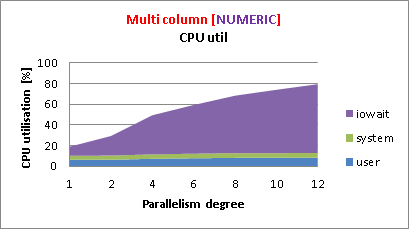 Multi column [NUMERIC]
CPU util
CPU utilisation [%]
100
80
60
40
20
0
1 2 4 6 8 10 12
Parallelism degree
iowait
system
user